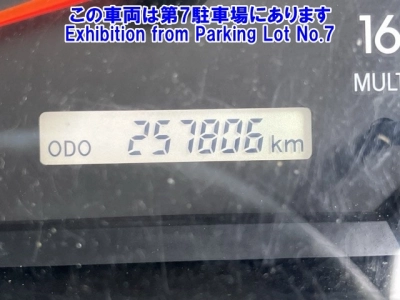 この車両は第7駐車場にあります
Exhibition from Parking Lot No.7
16
MULT
ODO 257806 km